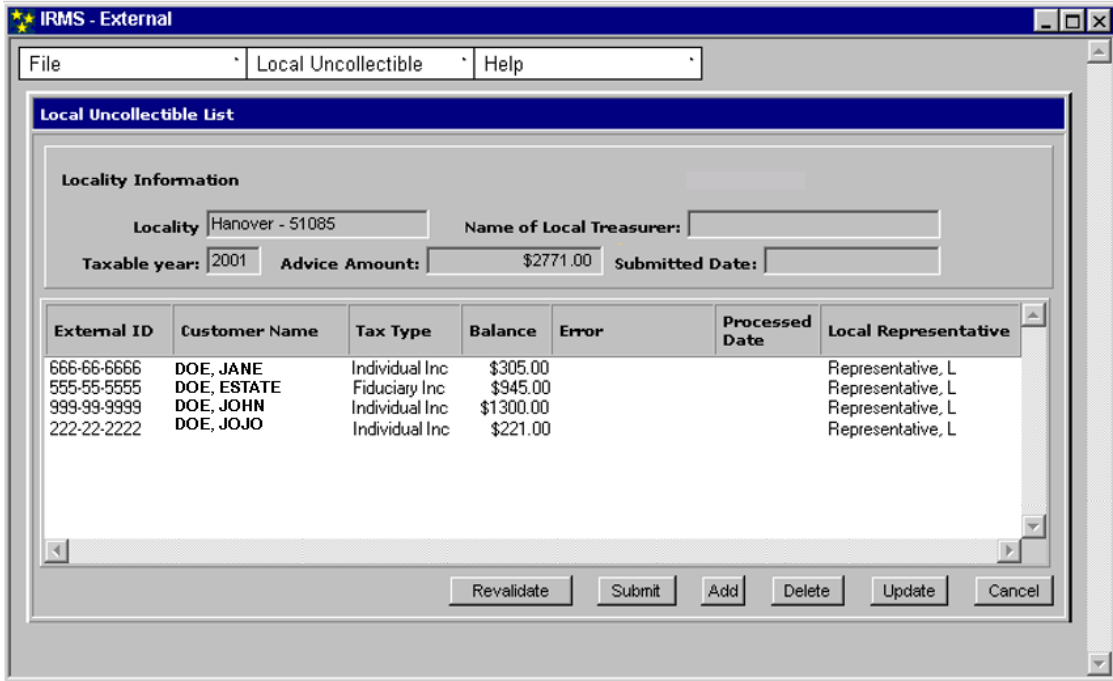 IRMS - External
File Local Uncollectible Help
Local Uncollectible List
Locality Information
Locality Hanover - 51085 Name of Local Treasurer:
Taxable year: 2001 Advice Amount: $2771.00 Submitted Date:
External ID Customer Name Tax Type Balance Error Processed Date Local Representative
666-66-6666 DOE, JANE Individual Inc $305.00 Representative, L
555-55-5555 DOE, ESTATE Fiduciary Inc $945.00 Representative, L
999-99-9999 DOE, JOHN Individual Inc $1300.00 Representative, L
222-22-2222 DOE, JOJO Individual Inc $221.00 Representative, L
Revalidate Submit Add Delete Update Cancel